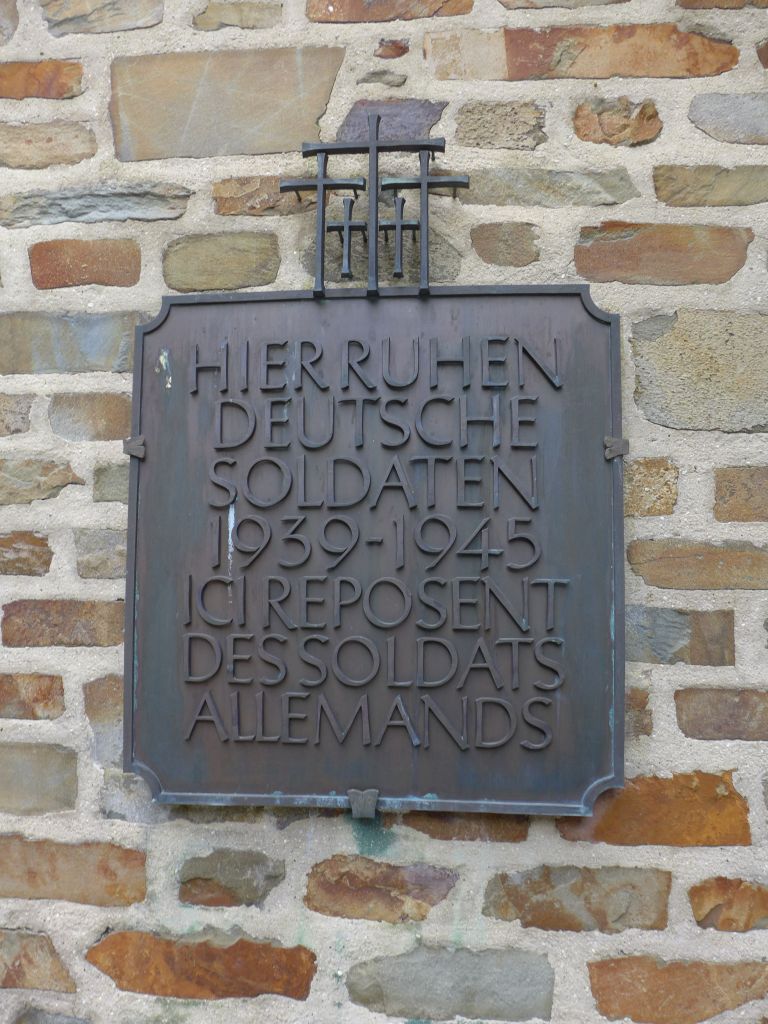 HIER RUHEN
DEUTSCHE
SOLDATEN
1939-1945
ICI REPOSENT
DES SOLDATS
ALLEMANDS